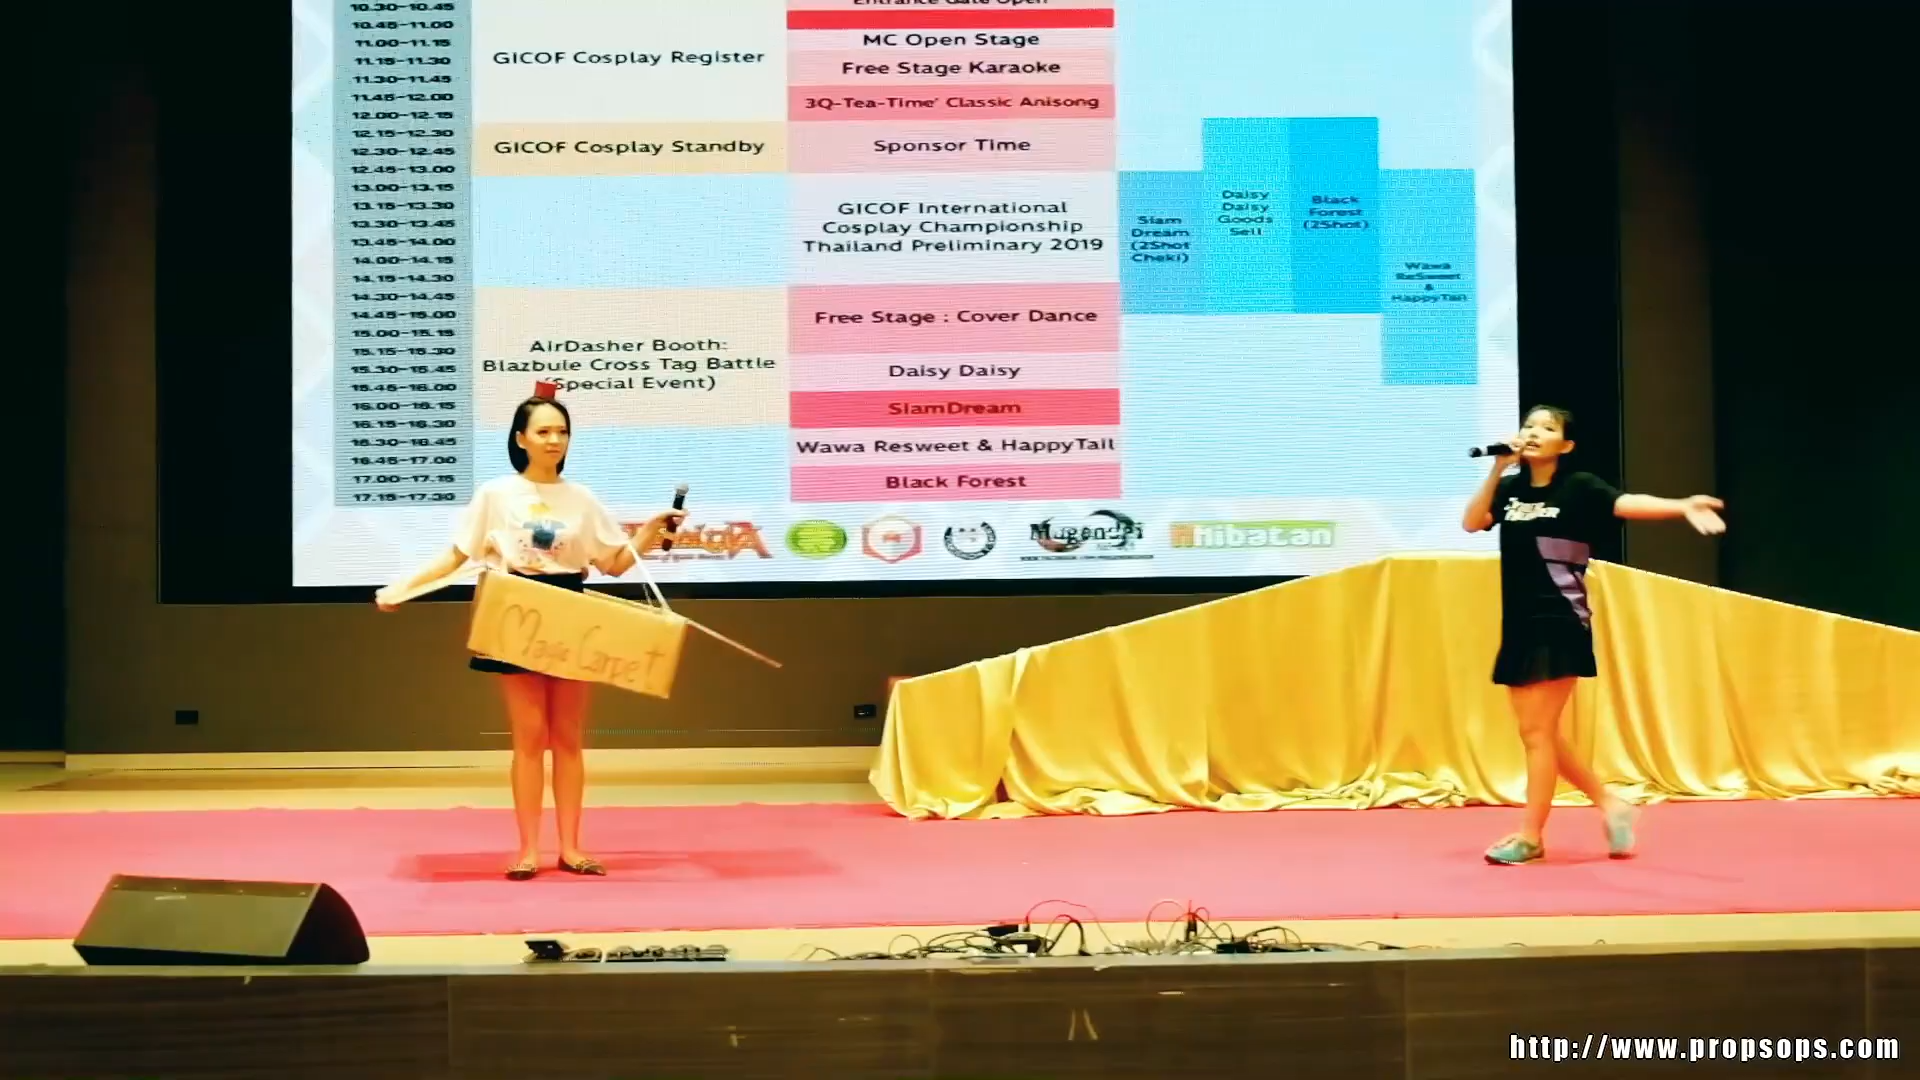 10.30-10.45
10.45-11.00
11.00-11.15
11.15-11.30
11.30-11.45
11.45-12.00
12.00-12.15
12.15-12.30
12.30-12.45
12.45-13.00
13.00-13.15
13.15-13.30
13.30-13.45
13.45-14.00
14.00-14.15
14.15-14.30
14.30-14.45
14.45-15.00
15.00-15.15
15.15-15.30
15.30-15.45
15.45-16.00
16.00-16.15
16.15-16.30
16.30-16.45
16.45-17.00
17.00-17.15
17.15-17.30
GICOF Cosplay Register
GICOF Cosplay Standby
AirDasher Booth:
Blazbule Cross Tag Battle
(Special Event)
Entrance Gate Open
MC Open Stage
Free Stage Karaoke
3Q-Tea-Time' Classic Anisong
Sponsor Time
GICOF International
Cosplay Championship
Thailand Preliminary 2019
Free Stage : Cover Dance
Daisy Daisy
SiamDream
Wawa Resweet & HappyTail
Black Forest
Siam
Dream
(2Shot
Cheki)
Daisy
Daisy
Goods
Sell
Black
Forest
(2Shot)
Wawa
ReSweet
&
HappyTail
Mugendai
Hibatan
Magic Carpet
http://www.propsops.com